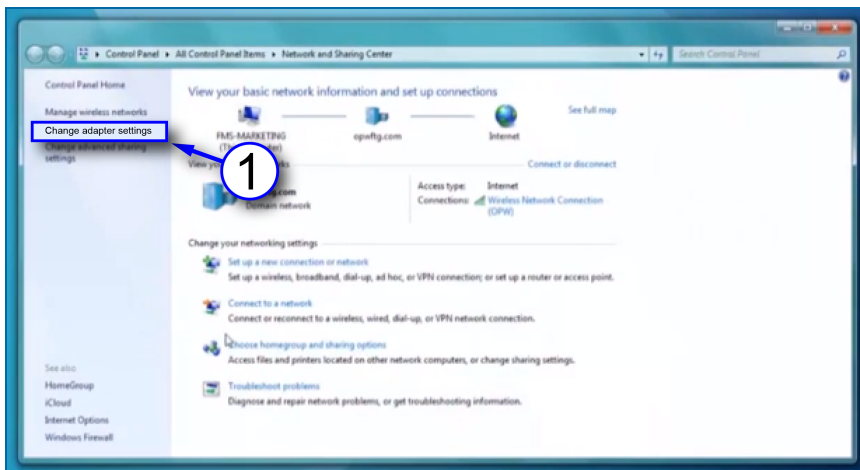 Control Panel ▸ All Control Panel Items ▸ Network and Sharing Center
Search Control Panel
Control Panel Home
Manage wireless networks
Change adapter settings
Change advanced sharing
settings
View your basic network information and set up connections
See full map
FMS-MARKETING
opwftg.com
Internet
1
Connect or disconnect
Domain network
Access type: Internet
Connections: Wireless Network Connection
(OPW)
Change your networking settings
Set up a new connection or network
Set up a wireless, broadband, dial-up, ad hoc, or VPN connection; or set up a router or access point.
Connect to a network
Connect or reconnect to a wireless, wired, dial-up, or VPN network connection.
Choose homegroup and sharing options
Access files and printers located on other network computers, or change sharing settings.
Troubleshoot problems
Diagnose and repair network problems, or get troubleshooting information.
See also
HomeGroup
iCloud
Internet Options
Windows Firewall